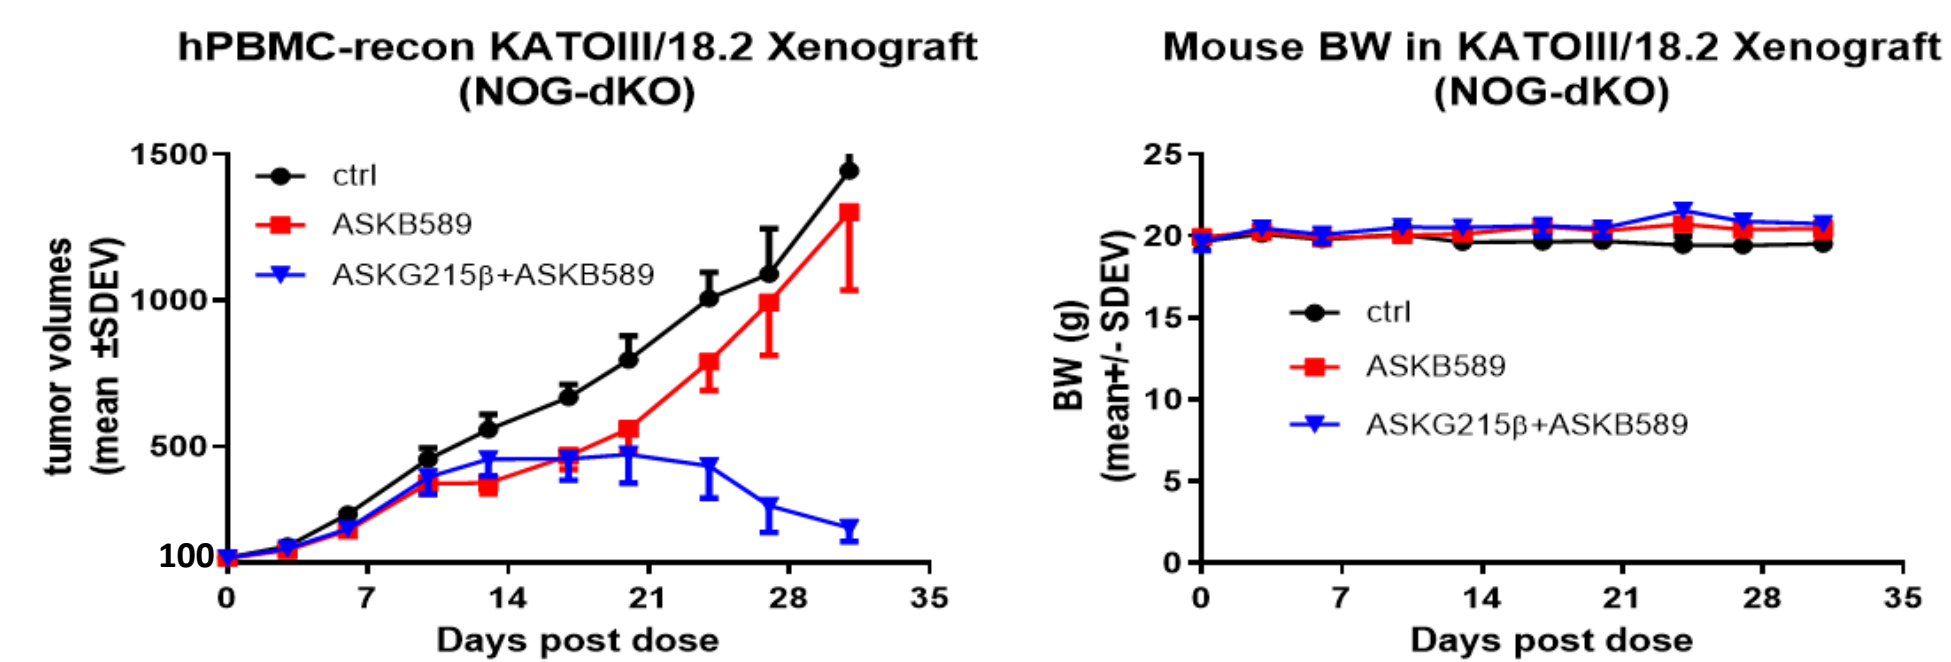 hPBMC-recon KATOIII/18.2 Xenograft
(NOG-dKO)
1500
1000
500
100
tumor volumes
(mean ±SDEV)
ctrl
ASKB589
ASKG215β+ASKB589
0 7 14 21 28 35
Days post dose
Mouse BW in KATOIII/18.2 Xenograft
(NOG-dKO)
25
20
15
10
5
0
BW (g)
(mean+/- SDEV)
ctrl
ASKB589
ASKG215β+ASKB589
0 7 14 21 28 35
Days post dose